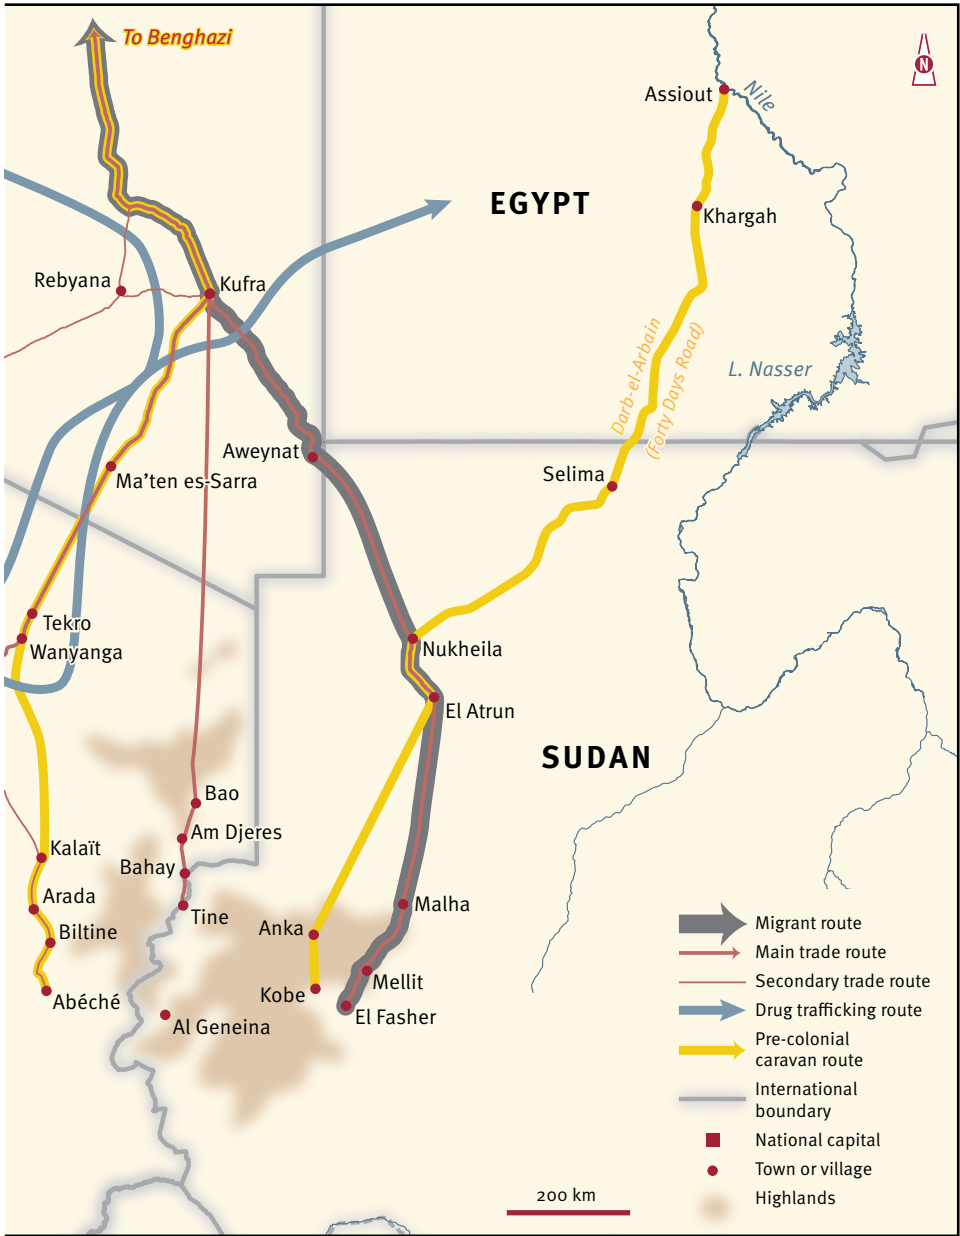 To Benghazi
N
Assiout
Nile
EGYPT
Khargah
Rebyana
Kufra
Darb-el-Arbain
(Forty Days Road)
L. Nasser
Aweynat
Ma'ten es-Sarra
Selima
Tekro
Wanyanga
Nukheila
El Atrun
SUDAN
Bao
Am Djeres
Kalaït
Bahay
Arada
Tine
Malha
Biltine
Anka
Mellit
Abéché
Kobe
El Fasher
Al Geneina
Migrant route
Main trade route
Secondary trade route
Drug trafficking route
Pre-colonial
caravan route
International
boundary
National capital
Town or village
Highlands
200 km